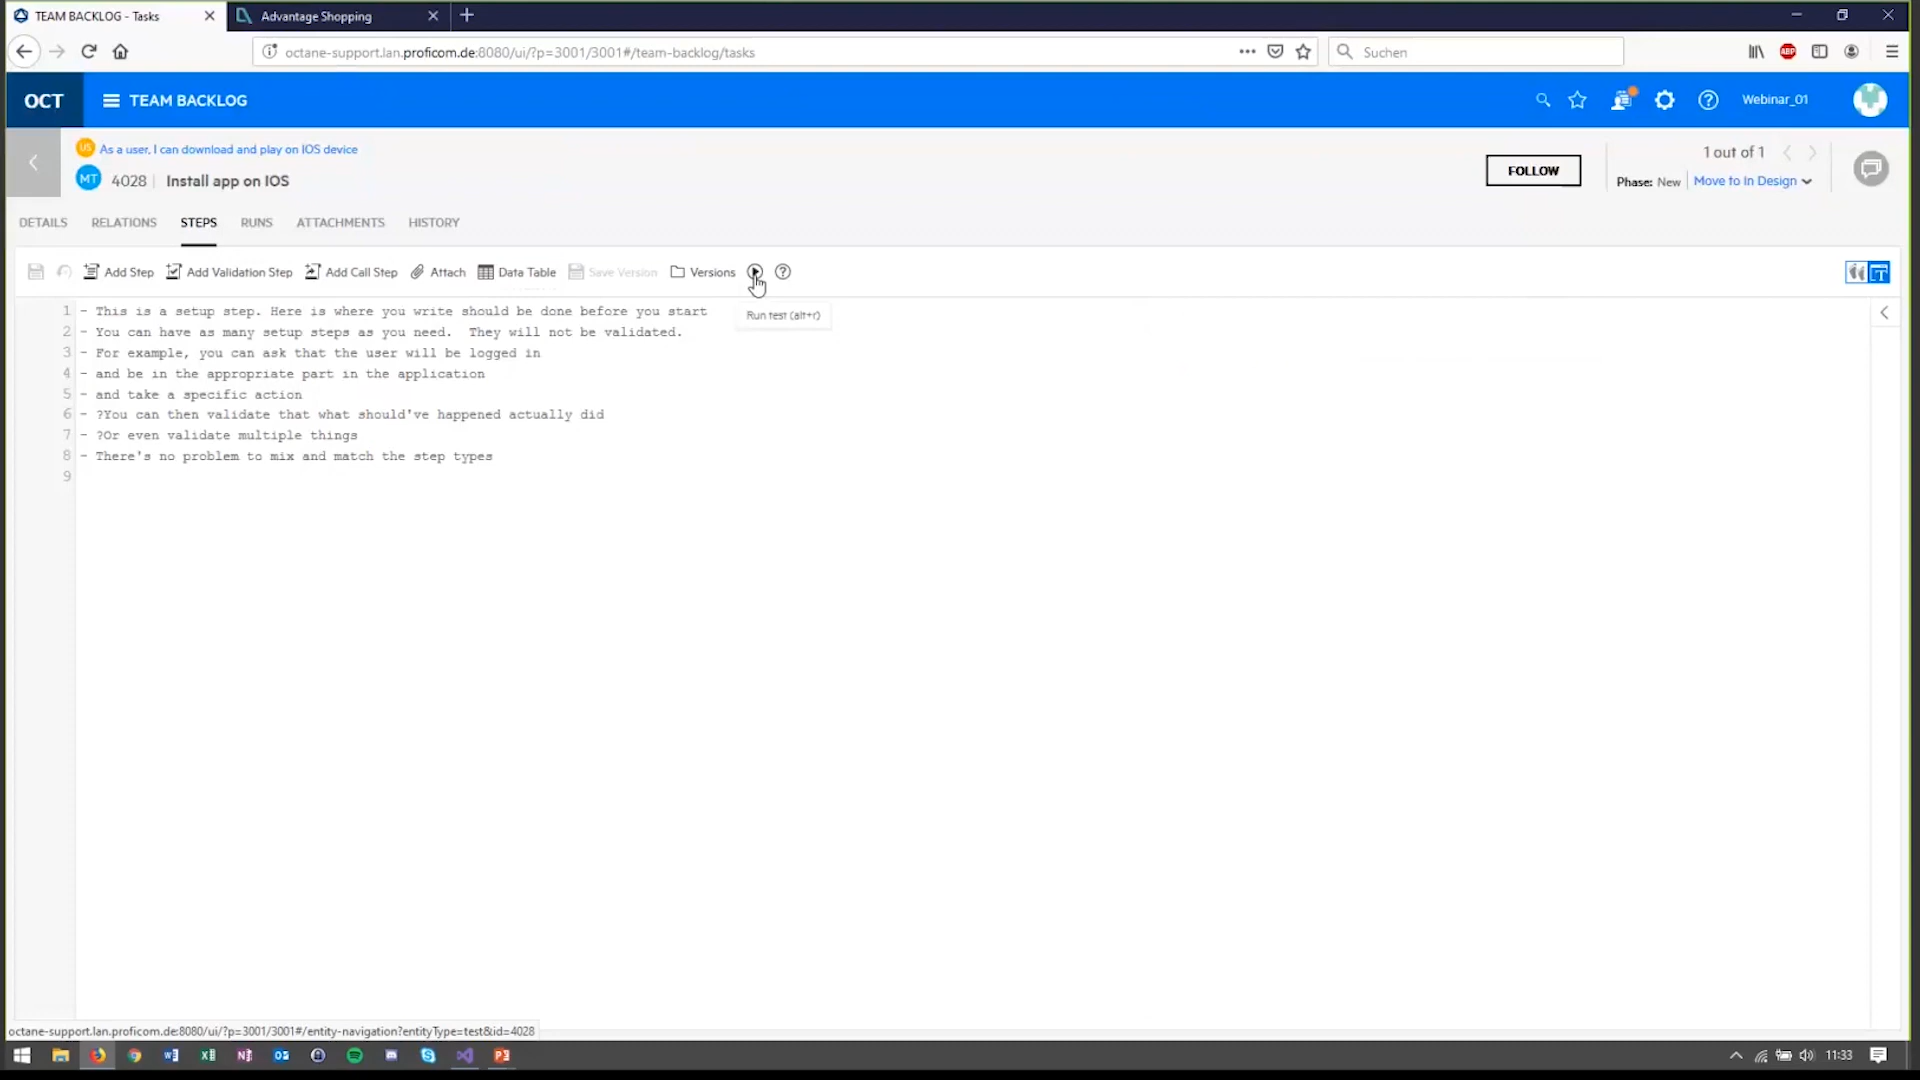 TEAM BACKLOG - Tasks
Advantage Shopping
octane-support.lan.proficom.de:8080/ui/?p=3001/3001#/team-backlog/tasks
Suchen
ABP
OCT
TEAM BACKLOG
Webinar_01
US As a user, I can download and play on IOS device
MT 4028 Install app on IOS
FOLLOW
1 out of 1
Phase: New Move to In Design
DETAILS RELATIONS STEPS RUNS ATTACHMENTS HISTORY
Add Step Add Validation Step Add Call Step Attach Data Table Save Version Versions
Run test (alt+r)
1 - This is a setup step. Here is where you write should be done before you start
2 - You can have as many setup steps as you need. They will not be validated.
3 - For example, you can ask that the user will be logged in
4 - and be in the appropriate part in the application
5 - and take a specific action
6 - ?You can then validate that what should've happened actually did
7 - ?Or even validate multiple things
8 - There's no problem to mix and match the step types
9
octane-support.lan.proficom.de:8080/ui/?p=3001/3001#/entity-navigation?entityType=test&id=4028
11:33